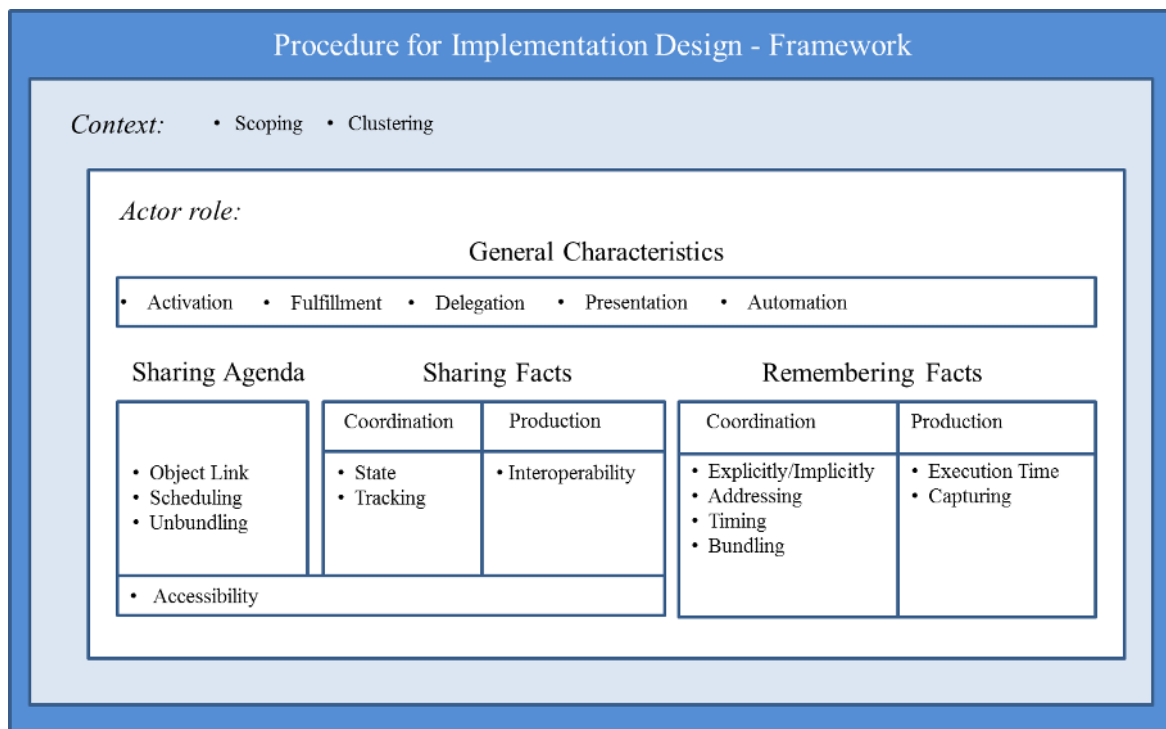 Procedure for Implementation Design - Framework
Context: • Scoping • Clustering
Actor role:
General Characteristics
• Activation • Fulfillment • Delegation • Presentation • Automation
Sharing Agenda
• Object Link
• Scheduling
• Unbundling
Sharing Facts
Coordination
• State
• Tracking
Production
• Interoperability
• Accessibility
Remembering Facts
Coordination
• Explicitly/Implicitly
• Addressing
• Timing
• Bundling
Production
• Execution Time
• Capturing